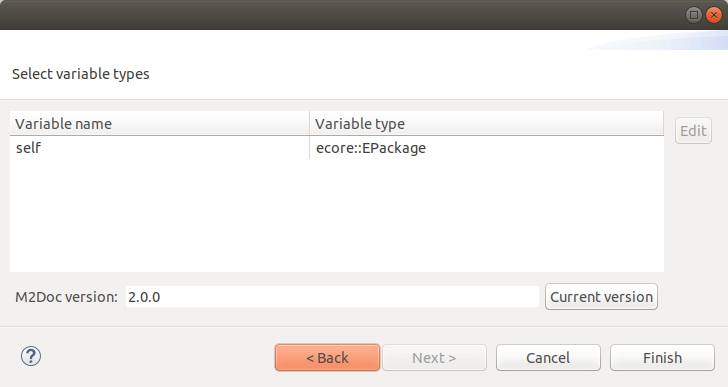 Select variable types
Variable name Variable type
Edit
self ecore::EPackage
M2Doc version: 2.0.0 Current version
? < Back Next > Cancel Finish